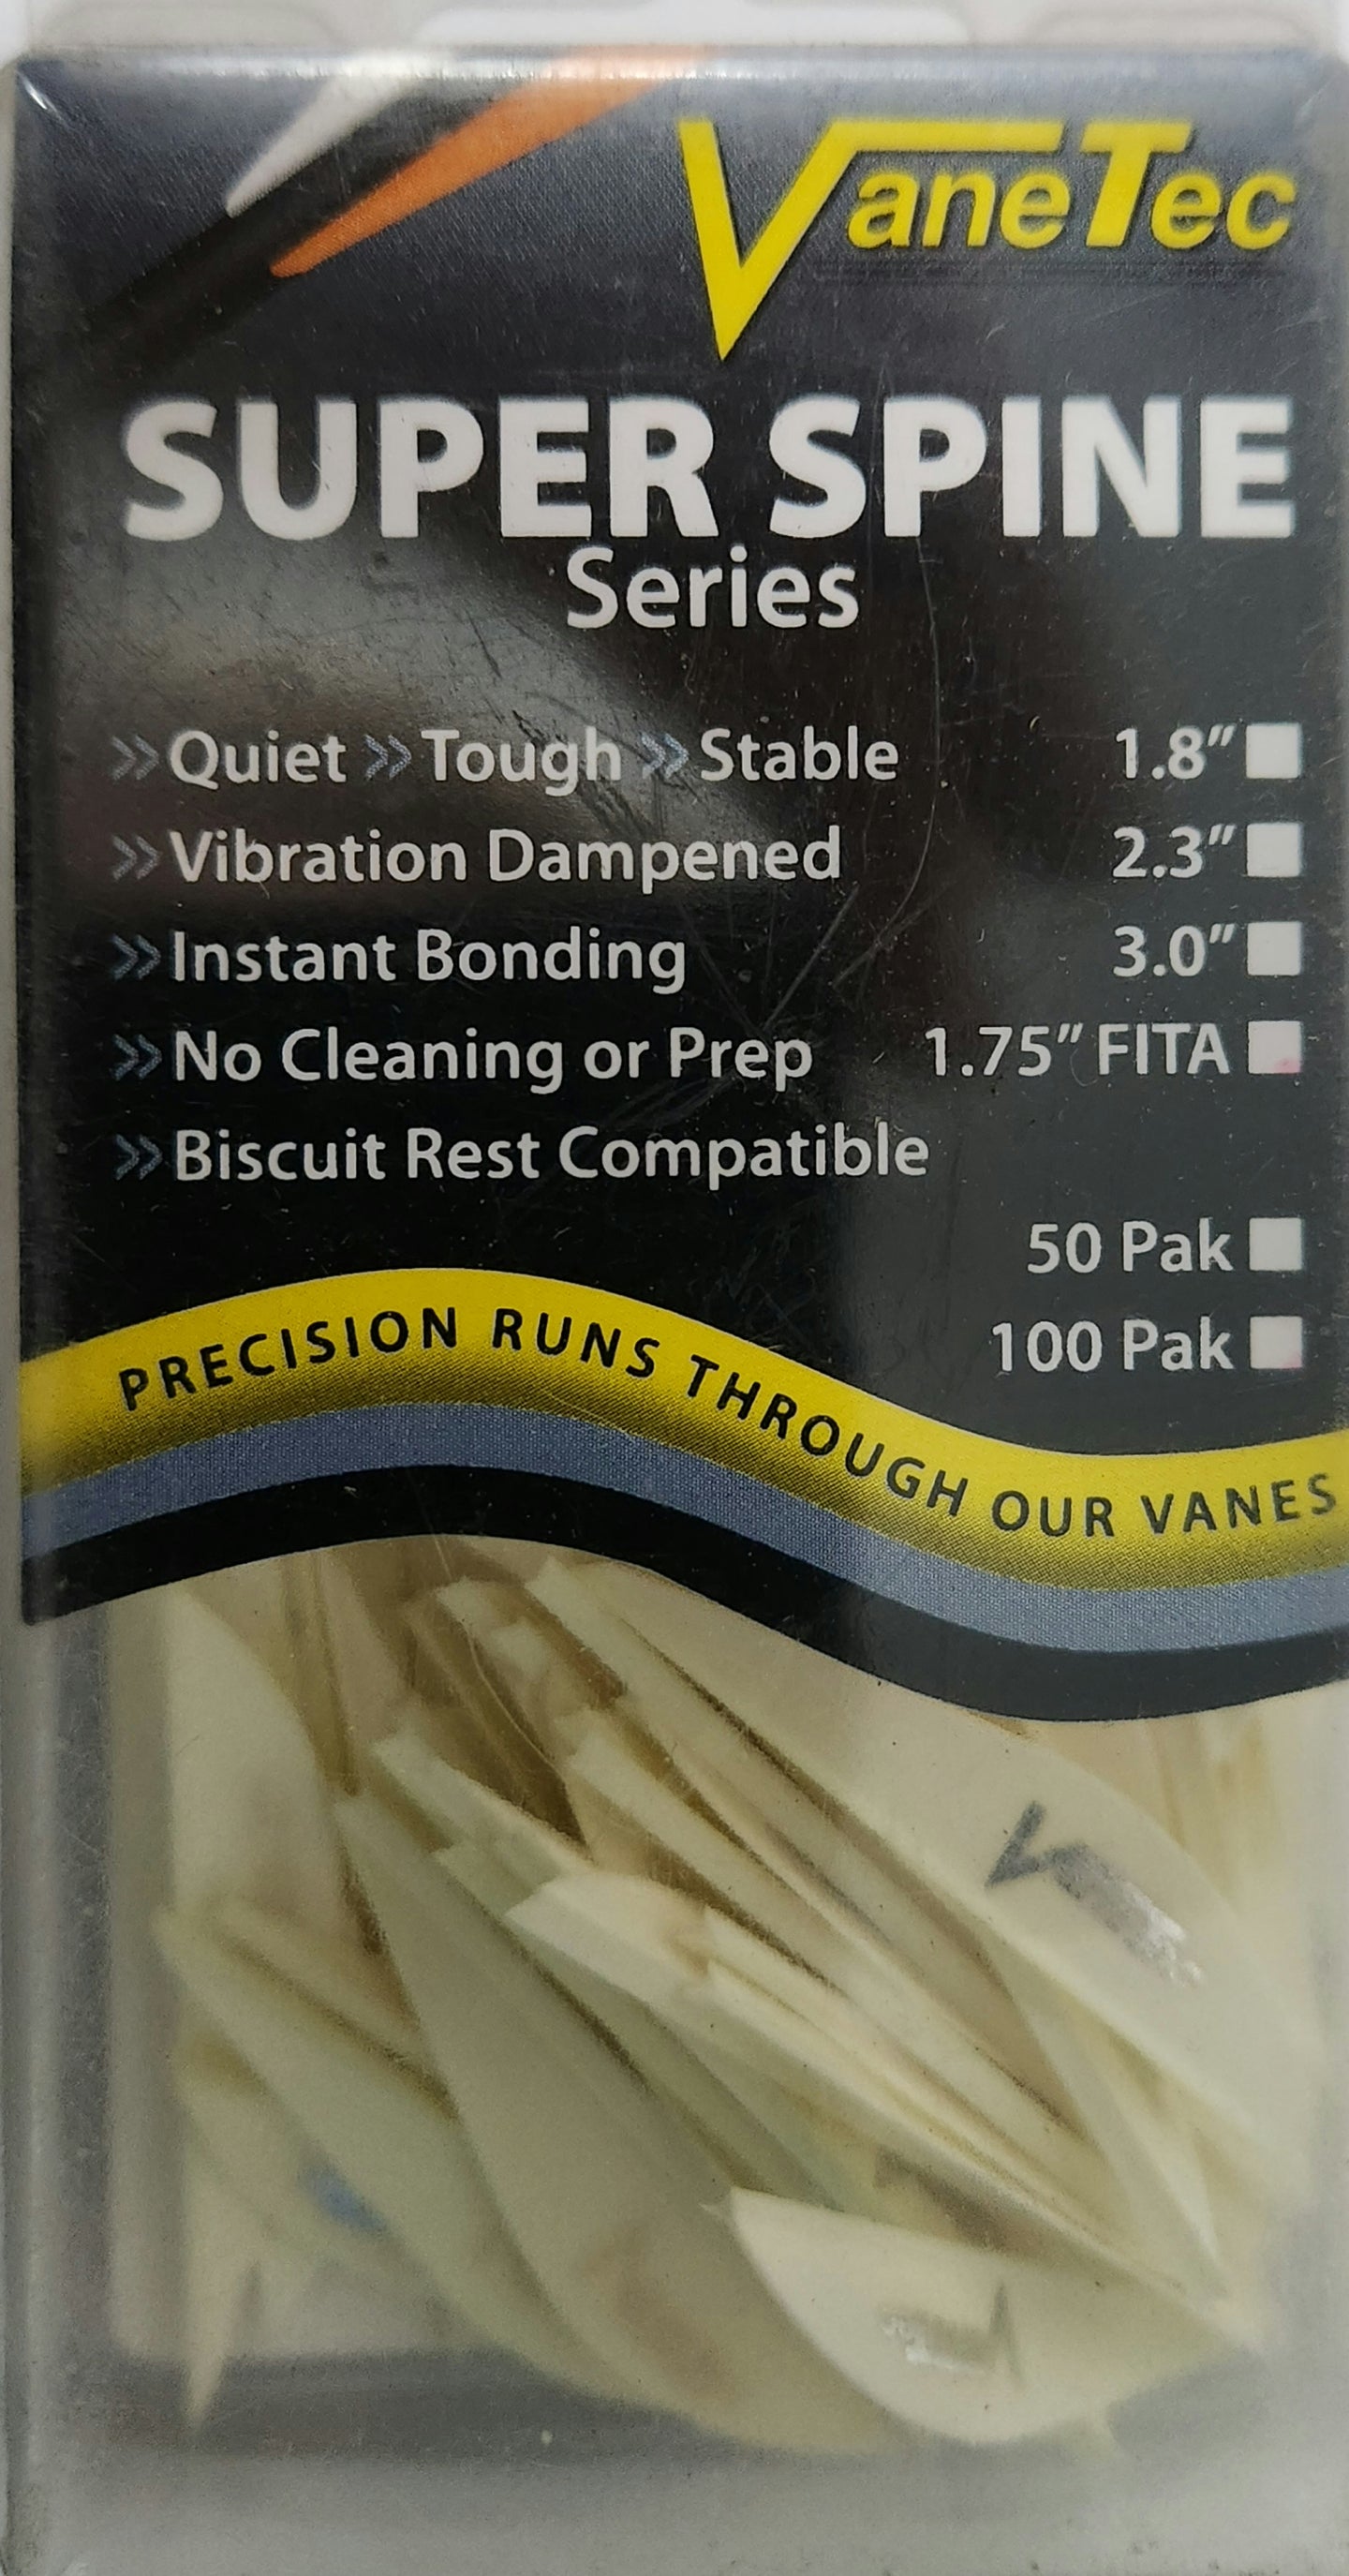 VaneTec
SUPER SPINE
Series
»Quiet »Tough »Stable 1.8″
»Vibration Dampened 2.3″
»Instant Bonding 3.0″
»No Cleaning or Prep 1.75″ FITA
»Biscuit Rest Compatible
50 Pak
100 Pak
PRECISION RUNS THROUGH OUR VANES